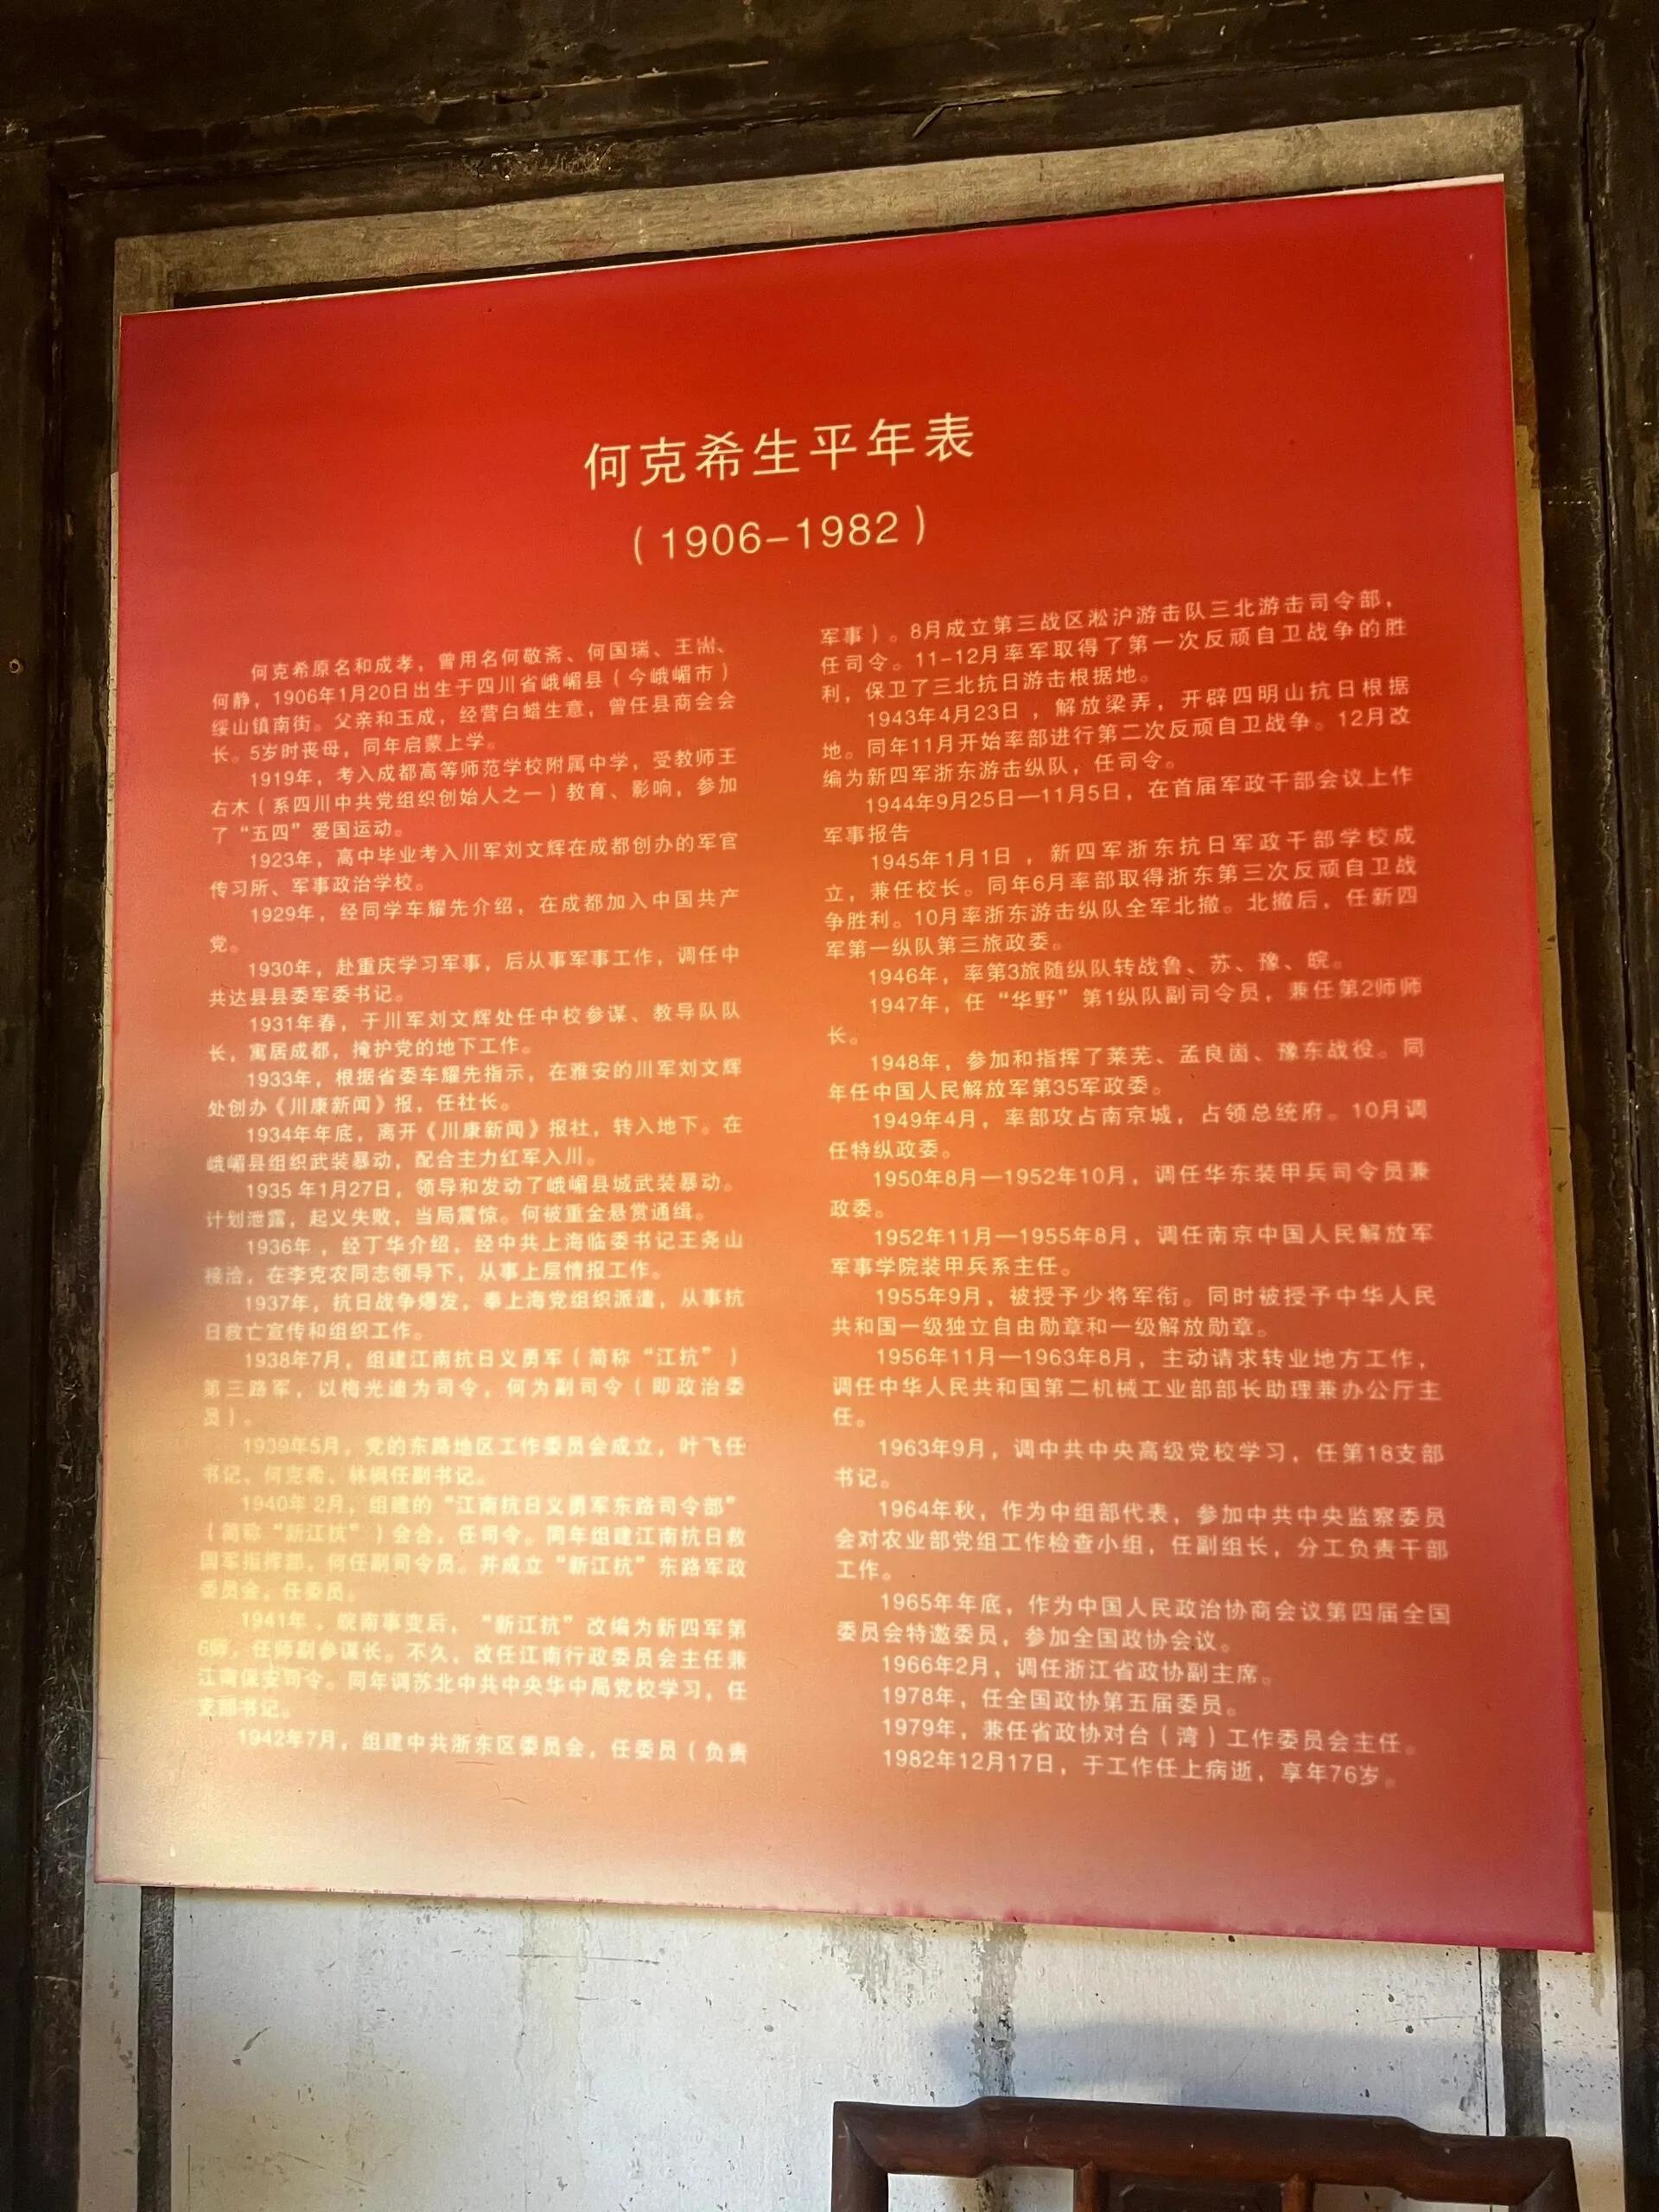 何克希生平年表
（1906-1982）
何克希原名和成孝，曾用名何敬斋、何国瑞、王淋、
何静，1906年1月20日出生于四川省峨嵋县（今峨嵋市）
绥山镇南街。父亲和玉成，经营白蜡生意，曾任县商会会
长。5岁时丧母，同年启蒙上学。
1919年，考入成都高等师范学校附属中学，受教师王
右木（系四川中共党组织创始人之一）教育、影响，参加
了“五四”爱国运动。
1923年，高中毕业考入川军刘文辉在成都创办的军官
传习所、军事政治学校。
1929年，经同学车耀先介绍，在成都加入中国共产
党。
1930年，赴重庆学习军事，后从事军事工作，调任中
共达县县委军委书记。
1931年春，于川军刘文辉处任中校参谋、教导队队
长，寓居成都，掩护党的地下工作。
1933年，根据省委车耀先指示，在雅安的川军刘文辉
处创办《川康新闻》报，任社长。
1934年年底，离开《川康新闻》报社，转入地下。在
峨嵋县组织武装暴动，配合主力红军入川。
1935 年1月27日，领导和发动了峨嵋县城武装暴动。
计划泄露，起义失败，当局震惊。何被重金悬赏通缉。
1936年，经丁华介绍，经中共上海临委书记王尧山
接洽，在李克农同志领导下，从事上层情报工作。
1937年，抗日战争爆发，奉上海党组织派遣，从事抗
日救亡宣传和组织工作。
1938年7月，组建江南抗日义勇军（简称“江抗”）
第三路军，以梅光迪为司令，何为副司令（即政治委
员）。
1939年5月，党的东路地区工作委员会成立，叶飞任
书记、何克希、林枫任副书记。
1940年 2月，组建的“江南抗日义勇军东路司令部”
（简称“新江抗”）会合，任司令。同年组建江南抗日救
国军指挥部，何任副司令员。并成立“新江抗”东路军政
委员会，任委员。
1941年，皖南事变后，“新江抗”改编为新四军第
6师，任师副参谋长。不久，改任江南行政委员会主任兼
江南保安司令。同年调苏北中共中央华中局党校学习，任
支部书记。
1942年7月，组建中共浙东区委员会，任委员（负责
军事）。8月成立第三战区淞沪游击队三北游击司令部，
任司令。11-12月率军取得了第一次反顽自卫战争的胜
利，保卫了三北抗日游击根据地。
1943年4月23日，解放梁弄，开辟四明山抗日根据
地。同年11月开始率部进行第二次反顽自卫战争。12月改
编为新四军浙东游击纵队，任司令。
1944年9月25日—11月5日，在首届军政干部会议上作
军事报告
1945年1月1日，新四军浙东抗日军政干部学校成
立，兼任校长。同年6月率部取得浙东第三次反顽自卫战
争胜利。10月率浙东游击纵队全军北撤。北撤后，任新四
军第一纵队第三旅政委。
1946年，率第3旅随纵队转战鲁、苏、豫、皖。
1947年，任“华野”第1纵队副司令员，兼任第2师师
长。
1948年，参加和指挥了莱芜、孟良崮、豫东战役。同
年任中国人民解放军第35军政委。
1949年4月，率部攻占南京城，占领总统府。10月调
任特纵政委。
1950年8月—1952年10月，调任华东装甲兵司令员兼
政委。
1952年11月—1955年8月，调任南京中国人民解放军
军事学院装甲兵系主任。
1955年9月，被授予少将军衔。同时被授予中华人民
共和国一级独立自由勋章和一级解放勋章。
1956年11月—1963年8月，主动请求转业地方工作，
调任中华人民共和国第二机械工业部部长助理兼办公厅主
任。
1963年9月，调中共中央高级党校学习，任第18支部
书记。
1964年秋，作为中组部代表，参加中共中央监察委员
会对农业部党组工作检查小组，任副组长，分工负责干部
工作。
1965年年底，作为中国人民政治协商会议第四届全国
委员会特邀委员，参加全国政协会议。
1966年2月，调任浙江省政协副主席。
1978年，任全国政协第五届委员。
1979年，兼任省政协对台（湾）工作委员会主任。
1982年12月17日，于工作任上病逝，享年76岁。